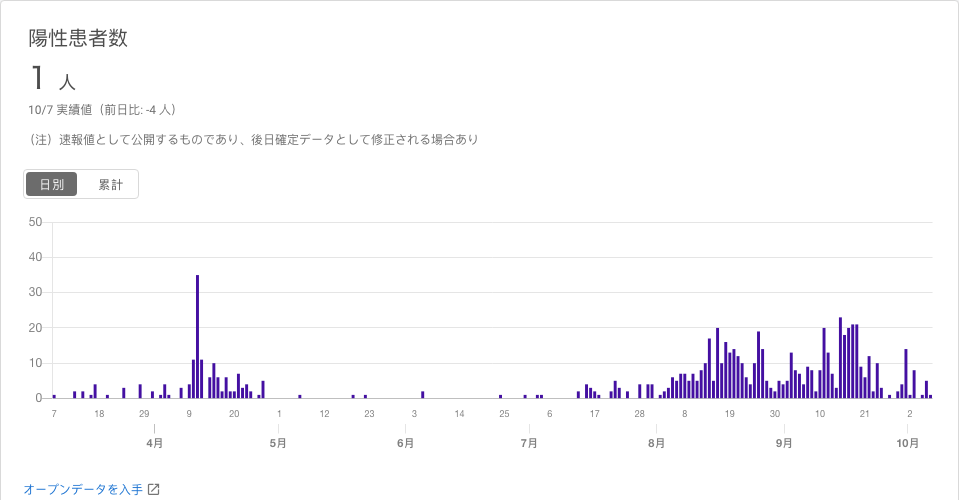 陽性患者数
1 人
10/7 実績値（前日比: -4 人）
（注）速報値として公開するものであり、後日確定データとして修正される場合あり
日別 累計
50
40
30
20
10
0
7 18 29 9 20 1 12 23 3 14 25 6 17 28 8 19 30 10 21 2
4月 5月 6月 7月 8月 9月 10月
オープンデータを入手